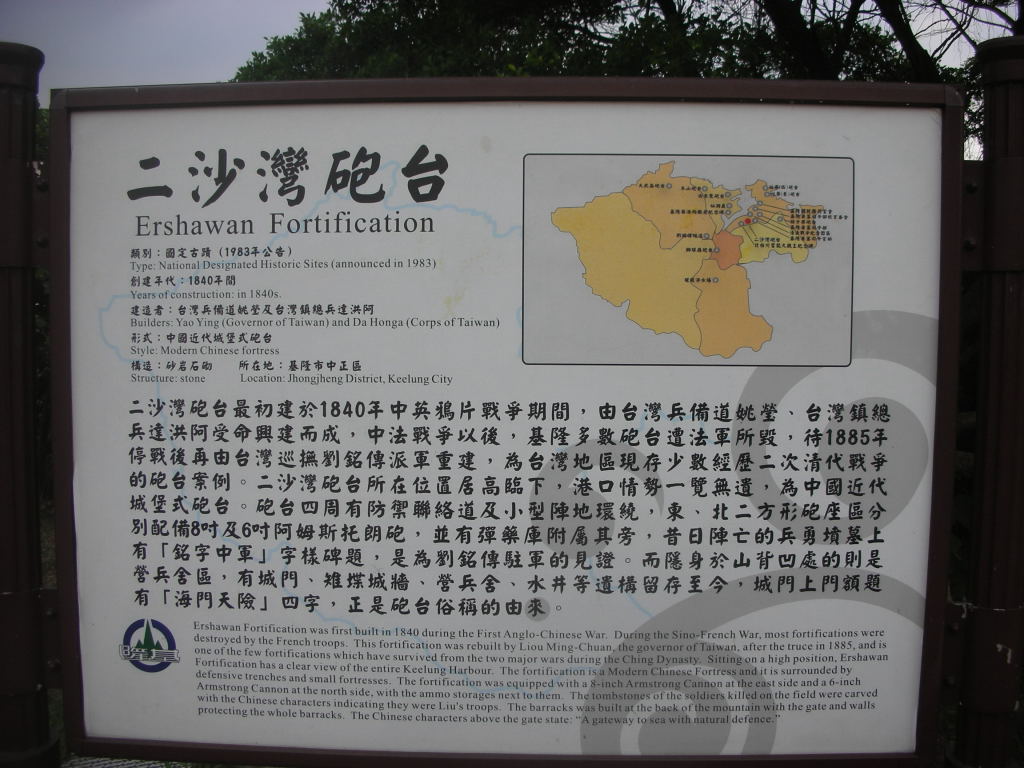 二沙灣砲台
Ershawan Fortification
類別：國定古蹟（1983年公告）
Type: National Designated Historic Sites (announced in 1983)
創建年代：1840年間
Years of construction: in 1840s.
建造者：台灣兵備道姚瑩及台灣鎮總兵達洪阿
Builders: Yao Ying (Governor of Taiwan) and Da Honga (Corps of Taiwan)
形式：中國近代城堡式砲台
Style: Modern Chinese fortress
構造：砂岩石砌 所在地：基隆市中正區
Structure: stone Location: Jhongjheng District, Keelung City
二沙灣砲台最初建於1840年中英鴉片戰爭期間，由台灣兵備道姚瑩、台灣鎮總
兵達洪阿受命興建而成，中法戰爭以後，基隆多數砲台遭法軍所毀，待1885年
停戰後再由台灣巡撫劉銘傳派軍重建，為台灣地區現存少數經歷二次清代戰爭
的砲台案例。二沙灣砲台所在位置居高臨下，港口情勢一覽無遺，為中國近代
城堡式砲台。砲台四周有防禦聯絡道及小型陣地環繞，東、北二方形砲座區分
別配備8吋及6吋阿姆斯托朗砲，並有彈藥庫附屬其旁，昔日陣亡的兵勇墳墓上
有「銘字中軍」字樣碑題，是為劉銘傳駐軍的見證。而隱身於山背凹處的則是
營兵舍區，有城門、雉堞城牆、營兵舍、水井等遺構留存至今，城門上門額題
有「海門天險」四字，正是砲台俗稱的由來。
Ershawan Fortification was first built in 1840 during the First Anglo-Chinese War. During the Sino-French War, most fortifications were
destroyed by the French troops. This fortification was rebuilt by Liou Ming-Chuan, the governor of Taiwan, after the truce in 1885, and is
one of the few fortifications which have survived from the two major wars during the Ching Dynasty. Sitting on a high position, Ershawan
Fortification has a clear view of the entire Keelung Harbour. The fortification is a Modern Chinese Fortress and it is surrounded by
defensive trenches and small fortresses. The fortification was equipped with a 8-inch Armstrong Cannon at the east side and a 6-inch
Armstrong Cannon at the north side, with the ammo storages next to them. The tombstones of the soldiers killed on the field were carved
with the Chinese characters indicating they were Liu's troops. The barracks was built at the back of the mountain with the gate and walls
protecting the whole barracks. The Chinese characters above the gate state: "A gateway to sea with natural defence."